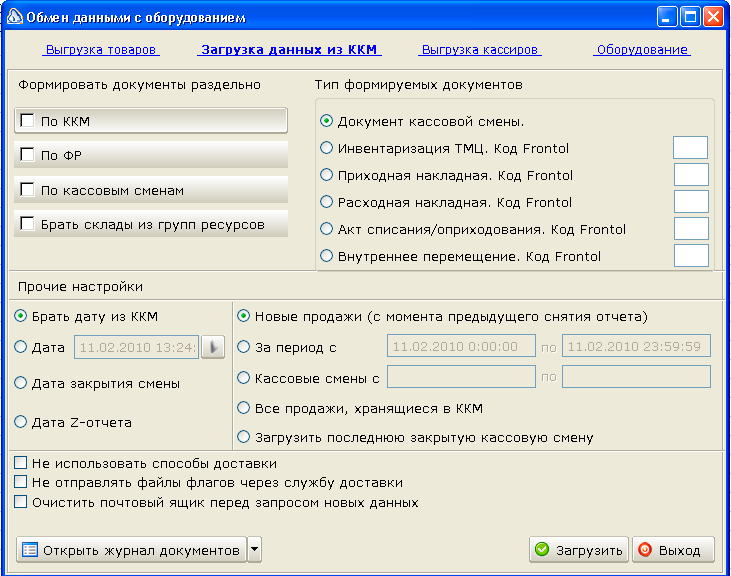 Обмен данными с оборудованием
Выгрузка товаров Загрузка данных из ККМ Выгрузка кассиров Оборудование
Формировать документы раздельно
По ККМ
По ФР
По кассовым сменам
Брать склады из групп ресурсов
Тип формируемых документов
Документ кассовой смены.
Инвентаризация ТМЦ. Код Frontol
Приходная накладная. Код Frontol
Расходная накладная. Код Frontol
Акт списания/оприходования. Код Frontol
Внутреннее перемещение. Код Frontol
Прочие настройки
Брать дату из ККМ
Дата 11.02.2010 13:24:
Дата закрытия смены
Дата Z-отчета
Новые продажи (с момента предыдущего снятия отчета)
За период с 11.02.2010 0:00:00 по 11.02.2010 23:59:59
Кассовые смены с по
Все продажи, хранящиеся в ККМ
Загрузить последнюю закрытую кассовую смену
Не использовать способы доставки
Не отправлять файлы флагов через службу доставки
Очистить почтовый ящик перед запросом новых данных
Открыть журнал документов Загрузить Выход